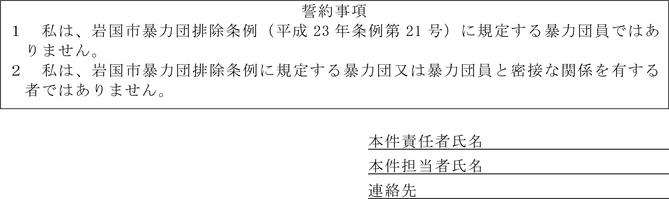 誓約事項
１　私は、岩国市暴力団排除条例（平成 23 年条例第 21 号）に規定する暴力団員ではあ
りません。
２　私は、岩国市暴力団排除条例に規定する暴力団又は暴力団員と密接な関係を有する
者ではありません。
本件責任者氏名
本件担当者氏名
連絡先